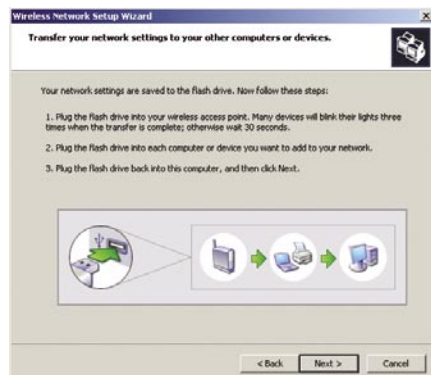 Wireless Network Setup Wizard
Transfer your network settings to your other computers or devices.
Your network settings are saved to the flash drive. Now follow these steps:
1. Plug the flash drive into your wireless access point. Many devices will blink their lights three
times when the transfer is complete; otherwise wait 30 seconds.
2. Plug the flash drive into each computer or device you want to add to your network.
3. Plug the flash drive back into this computer, and then click Next.
< Back Next > Cancel